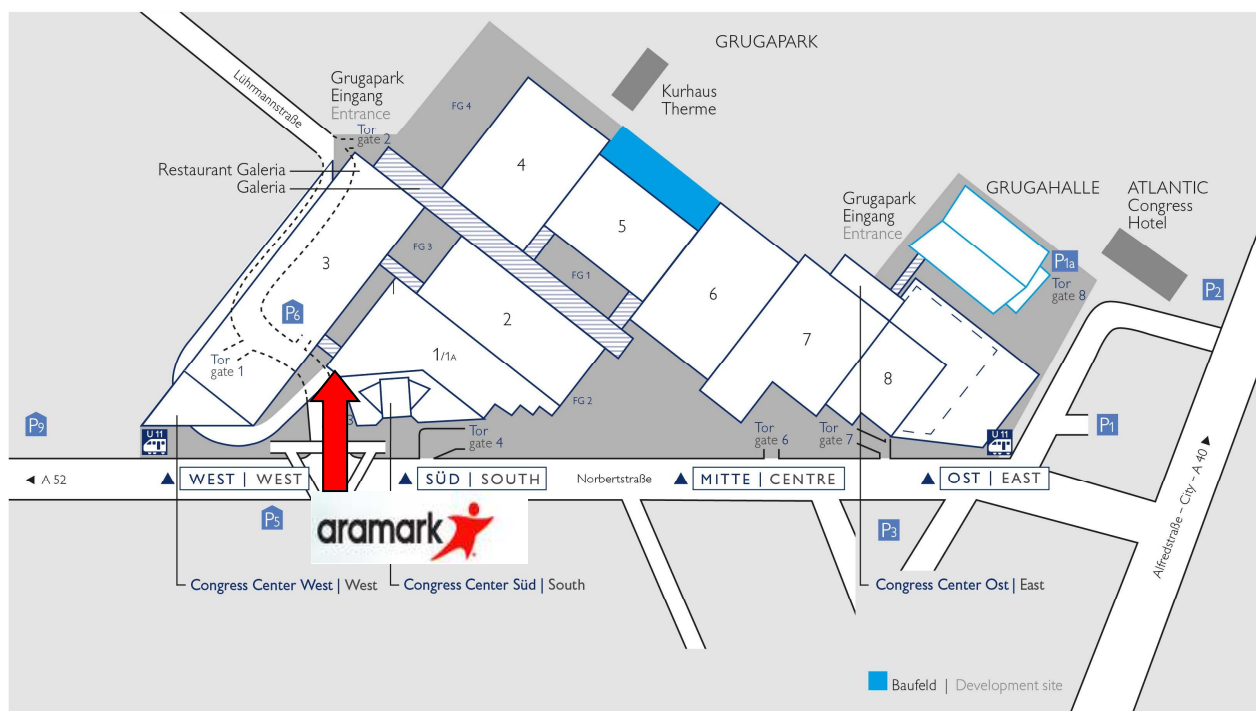 GRUGAPARK
Kurhaus
Therme
Lührmannstraße
Grugapark
Eingang
Entrance
Tor
gate 2
FG 4
Restaurant Galeria
Galeria
4
5
3
FG 3
FG 1
2
6
1/1A
7
8
FG 2
Grugapark
Eingang
Entrance
GRUGAHALLE
ATLANTIC
Congress
Hotel
P1a
Tor
gate 8
P2
P6
Tor
gate 1
P9
U 11
Tor
gate 4
Tor
gate 6
Tor
gate 7
U 11
P1
◄ A 52
▲ WEST | WEST
▲ SÜD | SOUTH
Norbertstraße
▲ MITTE | CENTRE
▲ OST | EAST
Alfredstraße – City – A 40 ►
P5
aramark
P3
Congress Center West | West
Congress Center Süd | South
Congress Center Ost | East
Baufeld | Development site